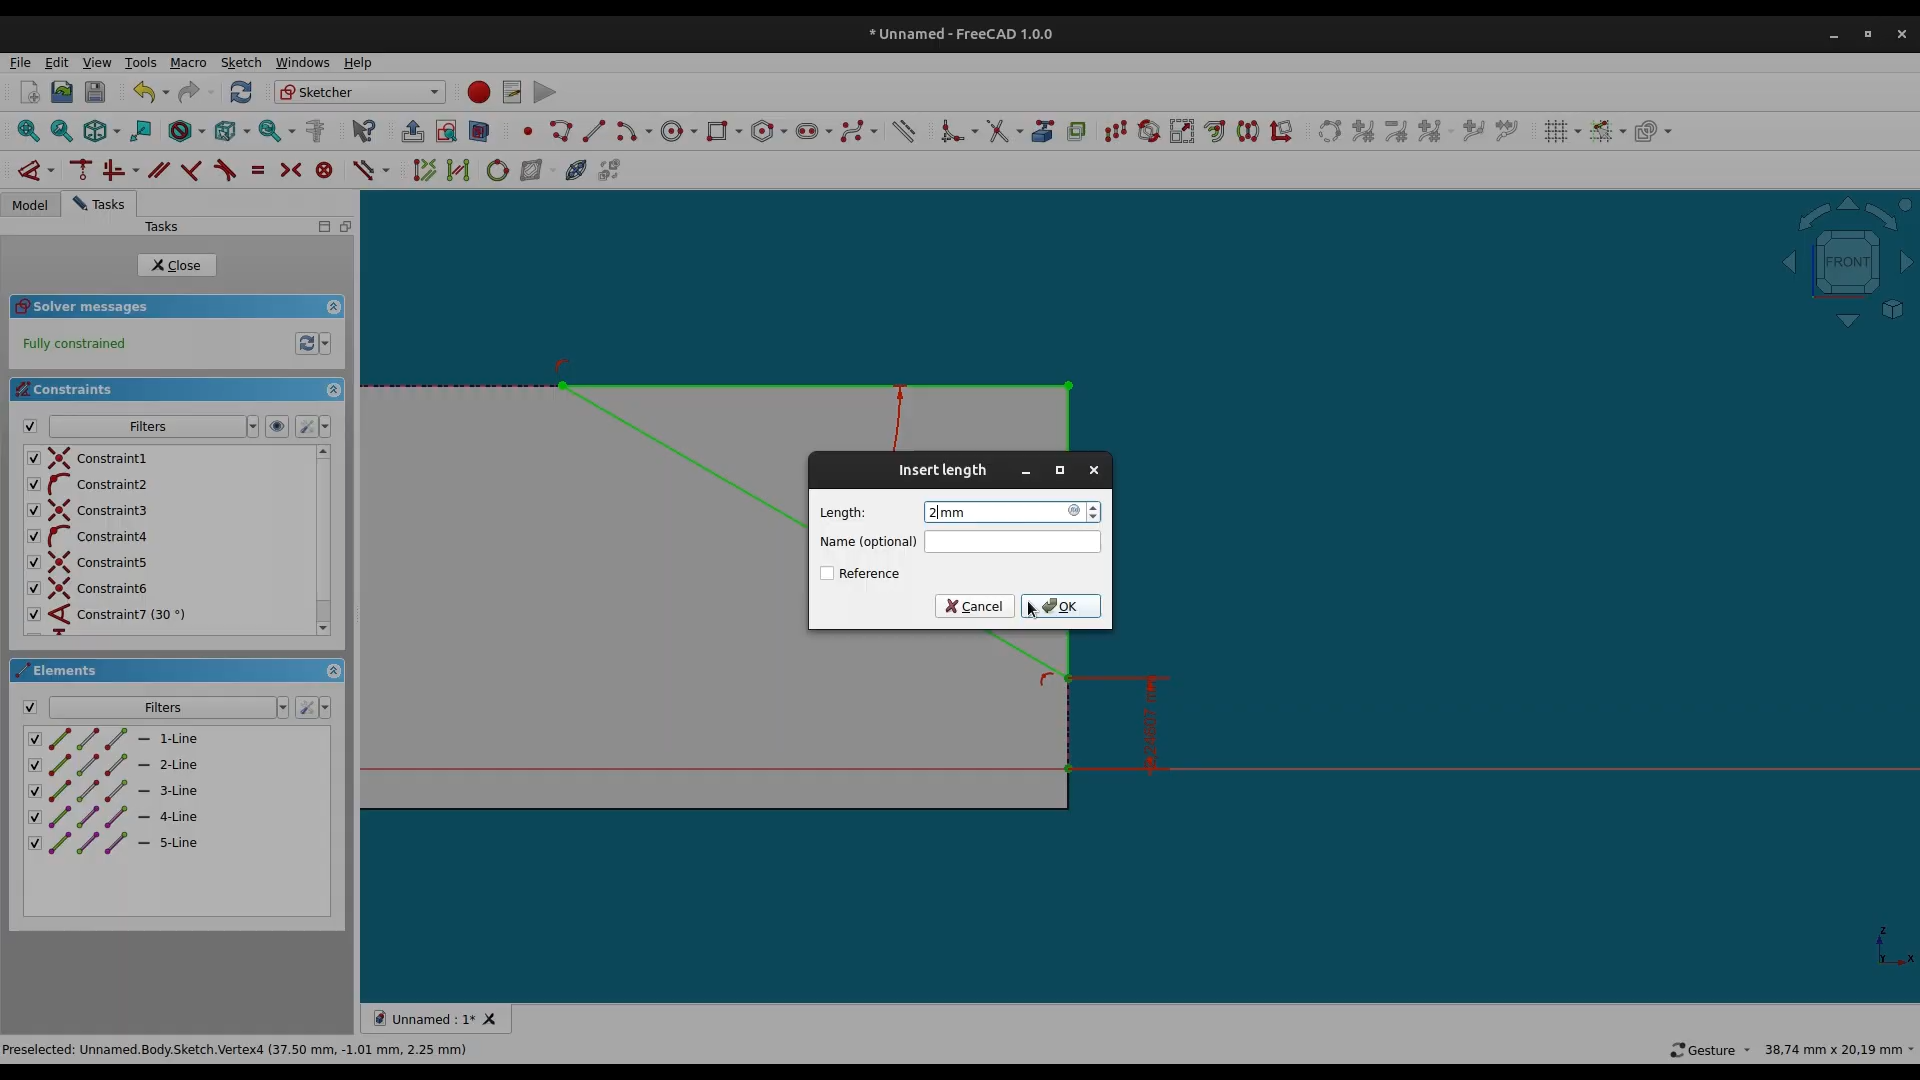 * Unnamed - FreeCAD 1.0.0
File Edit View Tools Macro Sketch Windows Help
Sketcher
Model Tasks
Tasks
Close
Solver messages
Fully constrained
Constraints
Filters
Constraint1
Constraint2
Constraint3
Constraint4
Constraint5
Constraint6
Constraint7 (30 °)
Elements
Filters
1-Line
2-Line
3-Line
4-Line
5-Line
FRONT
Insert length
Length: 2 mm
Name (optional)
Reference
Cancel OK
Z
Y X
Unnamed : 1*
Preselected: Unnamed.Body.Sketch.Vertex4 (37.50 mm, -1.01 mm, 2.25 mm)
Gesture 38,74 mm x 20,19 mm